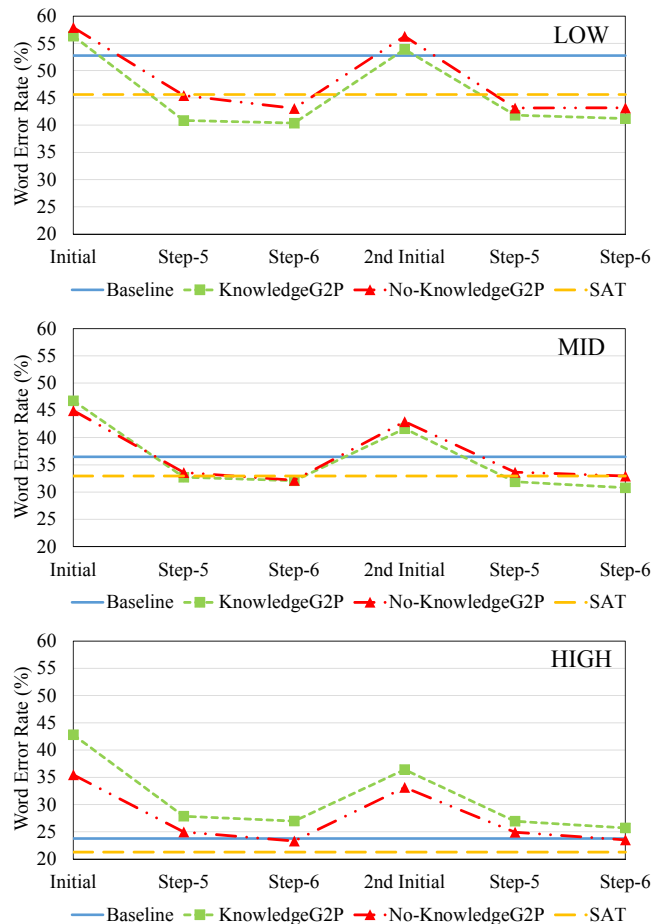 LOW
Word Error Rate (%)
60
55
50
45
40
35
30
25
20
Initial Step-5 Step-6 2nd Initial Step-5 Step-6
Baseline KnowledgeG2P No-KnowledgeG2P SAT
MID
Word Error Rate (%)
60
55
50
45
40
35
30
25
20
Initial Step-5 Step-6 2nd Initial Step-5 Step-6
Baseline KnowledgeG2P No-KnowledgeG2P SAT
HIGH
Word Error Rate (%)
60
55
50
45
40
35
30
25
20
Initial Step-5 Step-6 2nd Initial Step-5 Step-6
Baseline KnowledgeG2P No-KnowledgeG2P SAT